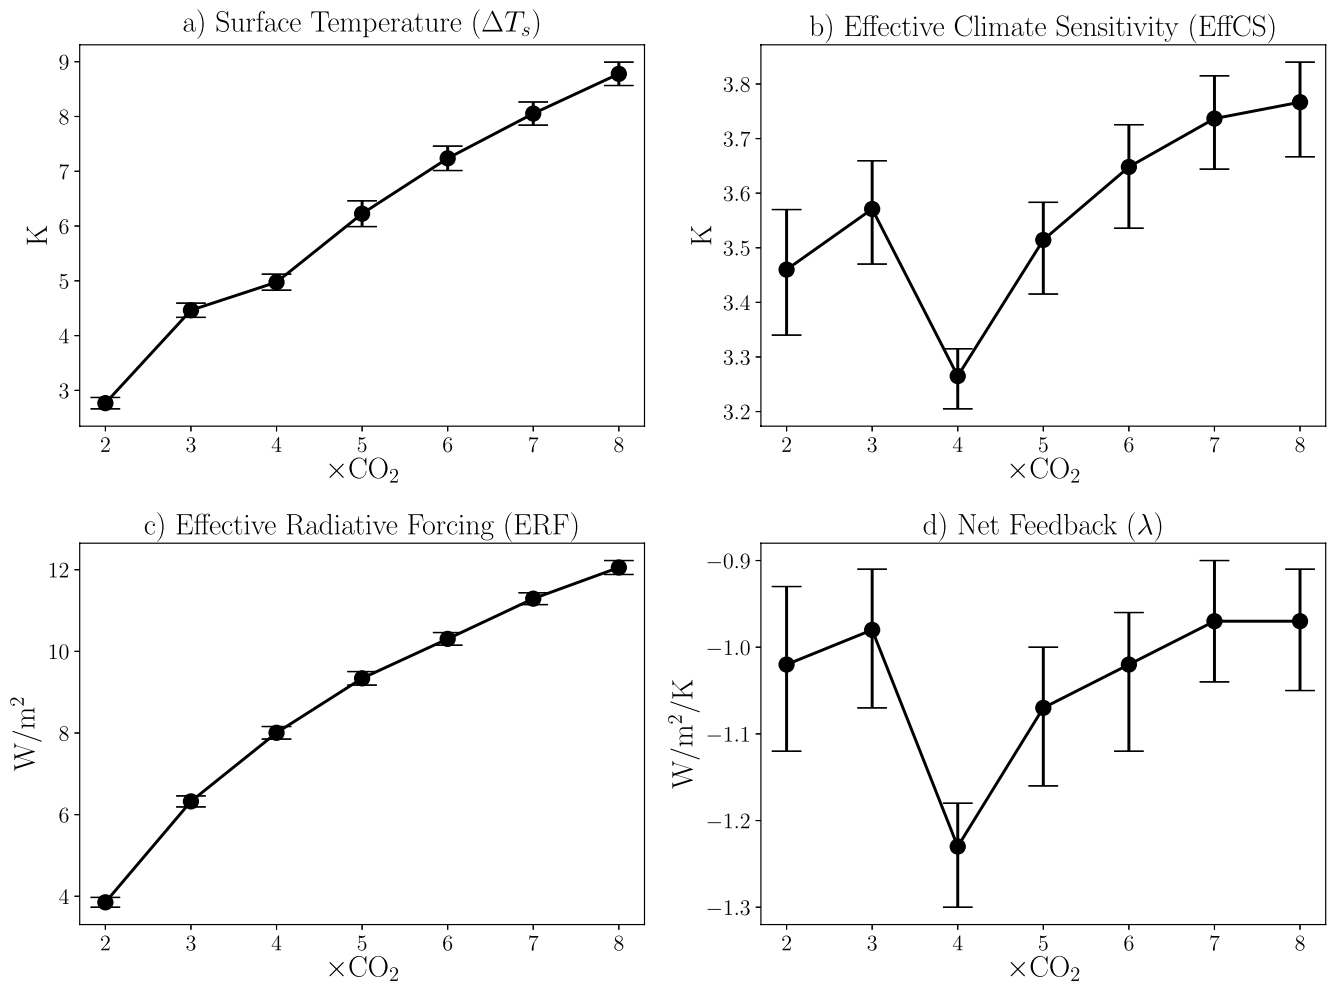 a) Surface Temperature (ΔTₛ)
9
8
7
6
5
4
3
K
2 3 4 5 6 7 8
×CO₂
b) Effective Climate Sensitivity (EffCS)
3.8
3.7
3.6
3.5
3.4
3.3
3.2
K
2 3 4 5 6 7 8
×CO₂
c) Effective Radiative Forcing (ERF)
12
10
8
6
4
W/m²
2 3 4 5 6 7 8
×CO₂
d) Net Feedback (λ)
−0.9
−1.0
−1.1
−1.2
−1.3
W/m²/K
2 3 4 5 6 7 8
×CO₂